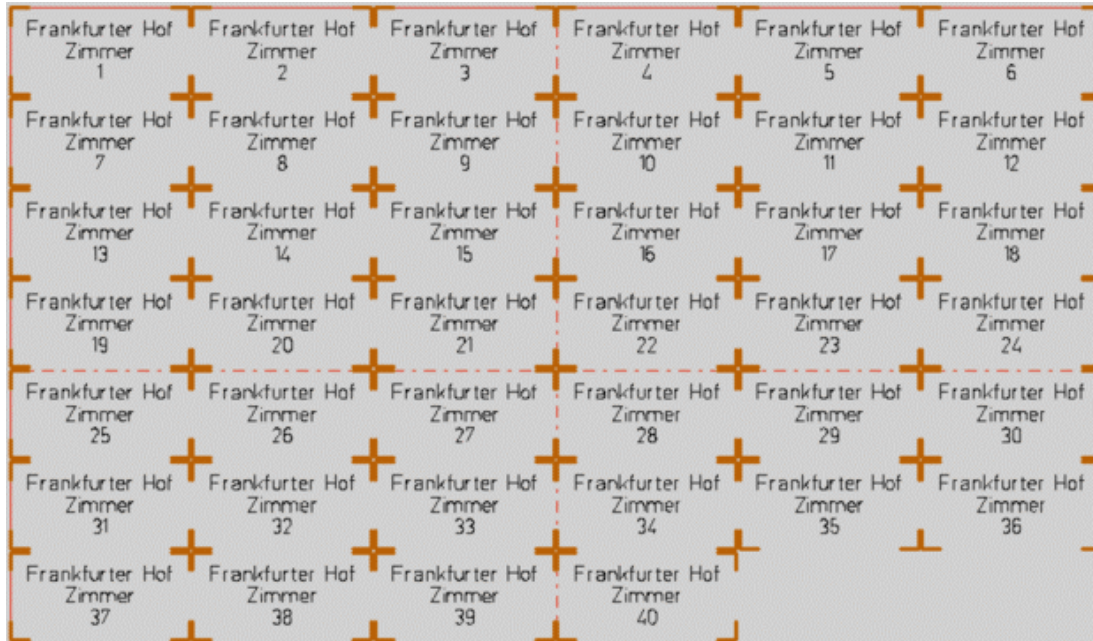 Frankfurter Hof Frankfurter Hof Frankfurter Hof Frankfurter Hof Frankfurter Hof Frankfurter Hof
Zimmer Zimmer Zimmer Zimmer Zimmer Zimmer
1 2 3 4 5 6
Frankfurter Hof Frankfurter Hof Frankfurter Hof Frankfurter Hof Frankfurter Hof Frankfurter Hof
Zimmer Zimmer Zimmer Zimmer Zimmer Zimmer
7 8 9 10 11 12
Frankfurter Hof Frankfurter Hof Frankfurter Hof Frankfurter Hof Frankfurter Hof Frankfurter Hof
Zimmer Zimmer Zimmer Zimmer Zimmer Zimmer
13 14 15 16 17 18
Frankfurter Hof Frankfurter Hof Frankfurter Hof Frankfurter Hof Frankfurter Hof Frankfurter Hof
Zimmer Zimmer Zimmer Zimmer Zimmer Zimmer
19 20 21 22 23 24
Frankfurter Hof Frankfurter Hof Frankfurter Hof Frankfurter Hof Frankfurter Hof Frankfurter Hof
Zimmer Zimmer Zimmer Zimmer Zimmer Zimmer
25 26 27 28 29 30
Frankfurter Hof Frankfurter Hof Frankfurter Hof Frankfurter Hof Frankfurter Hof Frankfurter Hof
Zimmer Zimmer Zimmer Zimmer Zimmer Zimmer
31 32 33 34 35 36
Frankfurter Hof Frankfurter Hof Frankfurter Hof Frankfurter Hof
Zimmer Zimmer Zimmer Zimmer
37 38 39 40